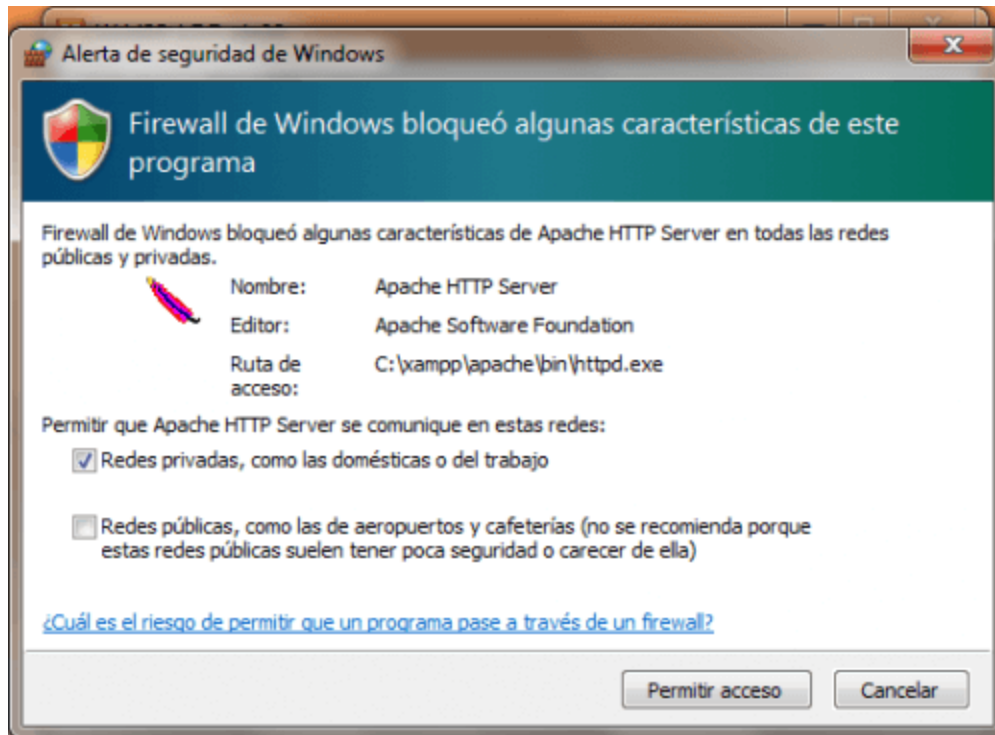 Alerta de seguridad de Windows
Firewall de Windows bloqueó algunas características de este
programa
Firewall de Windows bloqueó algunas características de Apache HTTP Server en todas las redes
públicas y privadas.
Nombre: Apache HTTP Server
Editor: Apache Software Foundation
Ruta de C:\xampp\apache\bin\httpd.exe
acceso:
Permitir que Apache HTTP Server se comunique en estas redes:
Redes privadas, como las domésticas o del trabajo
Redes públicas, como las de aeropuertos y cafeterías (no se recomienda porque
estas redes públicas suelen tener poca seguridad o carecer de ella)
¿Cuál es el riesgo de permitir que un programa pase a través de un firewall?
Permitir acceso Cancelar